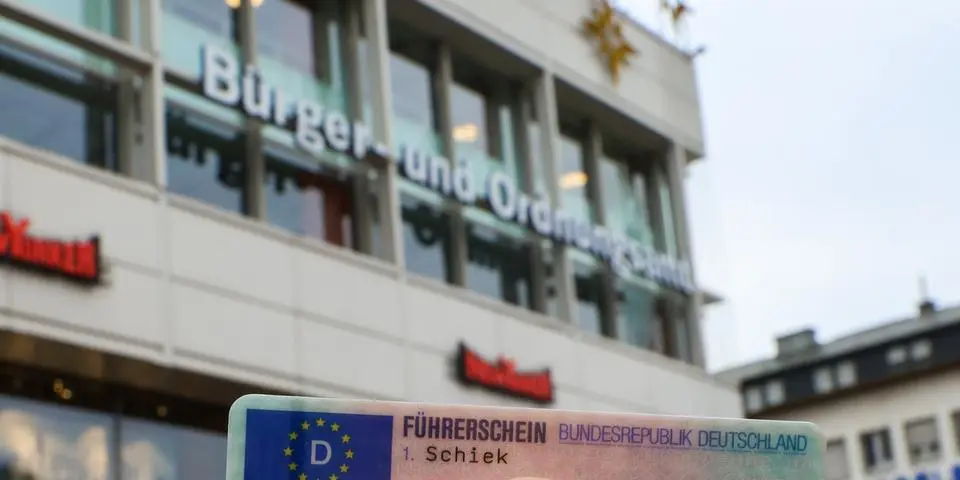 Bürger- und Ordnungsamt
FÜHRERSCHEIN BUNDESREPUBLIK DEUTSCHLAND
D
1. Schiek